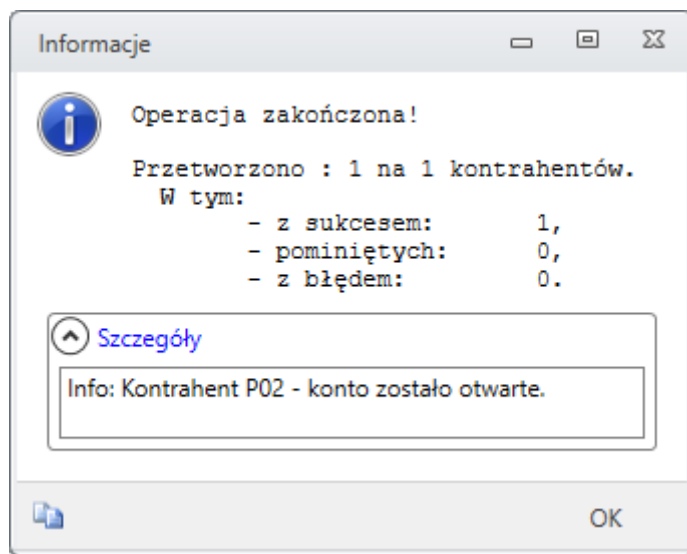 Informacje
Operacja zakończona!
Przetworzono : 1 na 1 kontrahentów.
W tym:
- z sukcesem: 1,
- pominiętych: 0,
- z błędem: 0.
Szczegóły
Info: Kontrahent P02 - konto zostało otwarte.
OK